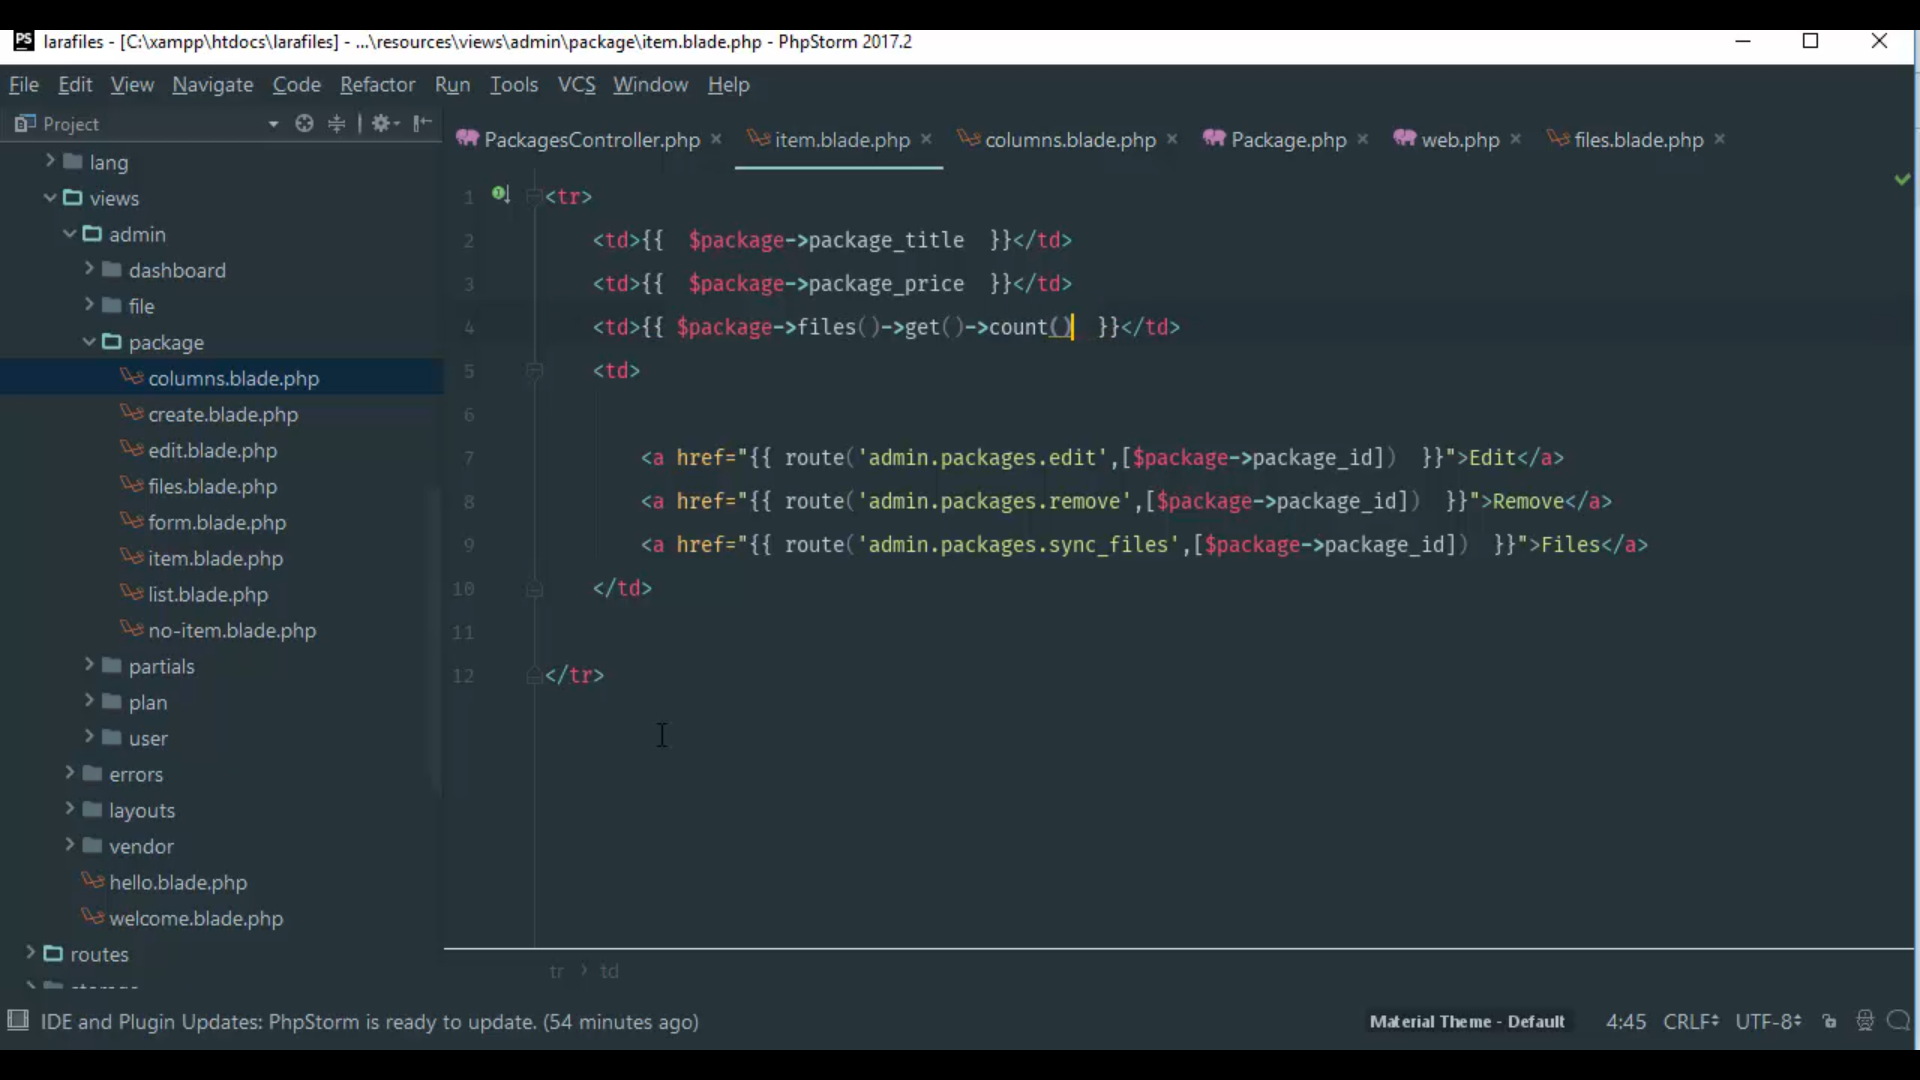 PS larafiles - [C:\xampp\htdocs\larafiles] - ...\resources\views\admin\package\item.blade.php - PhpStorm 2017.2
File Edit View Navigate Code Refactor Run Tools VCS Window Help
Project
lang
views
admin
dashboard
file
package
columns.blade.php
create.blade.php
edit.blade.php
files.blade.php
form.blade.php
item.blade.php
list.blade.php
no-item.blade.php
partials
plan
user
errors
layouts
vendor
hello.blade.php
welcome.blade.php
routes
PackagesController.php item.blade.php columns.blade.php Package.php web.php files.blade.php
1 <tr>
2 <td>{{  $package->package_title  }}</td>
3 <td>{{  $package->package_price  }}</td>
4 <td>{{ $package->files()->get()->count()  }}</td>
5 <td>
6
7 <a href="{{ route('admin.packages.edit',[$package->package_id])  }}">Edit</a>
8 <a href="{{ route('admin.packages.remove',[$package->package_id])  }}">Remove</a>
9 <a href="{{ route('admin.packages.sync_files',[$package->package_id])  }}">Files</a>
10 </td>
11
12 </tr>
tr › td
IDE and Plugin Updates: PhpStorm is ready to update. (54 minutes ago)
Material Theme - Default 4:45 CRLF UTF-8